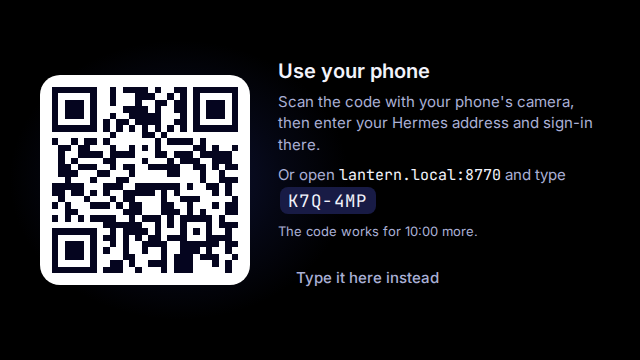 Use your phone
Scan the code with your phone's camera,
then enter your Hermes address and sign-in
there.
Or open lantern.local:8770 and type
K7Q-4MP
The code works for 10:00 more.
Type it here instead